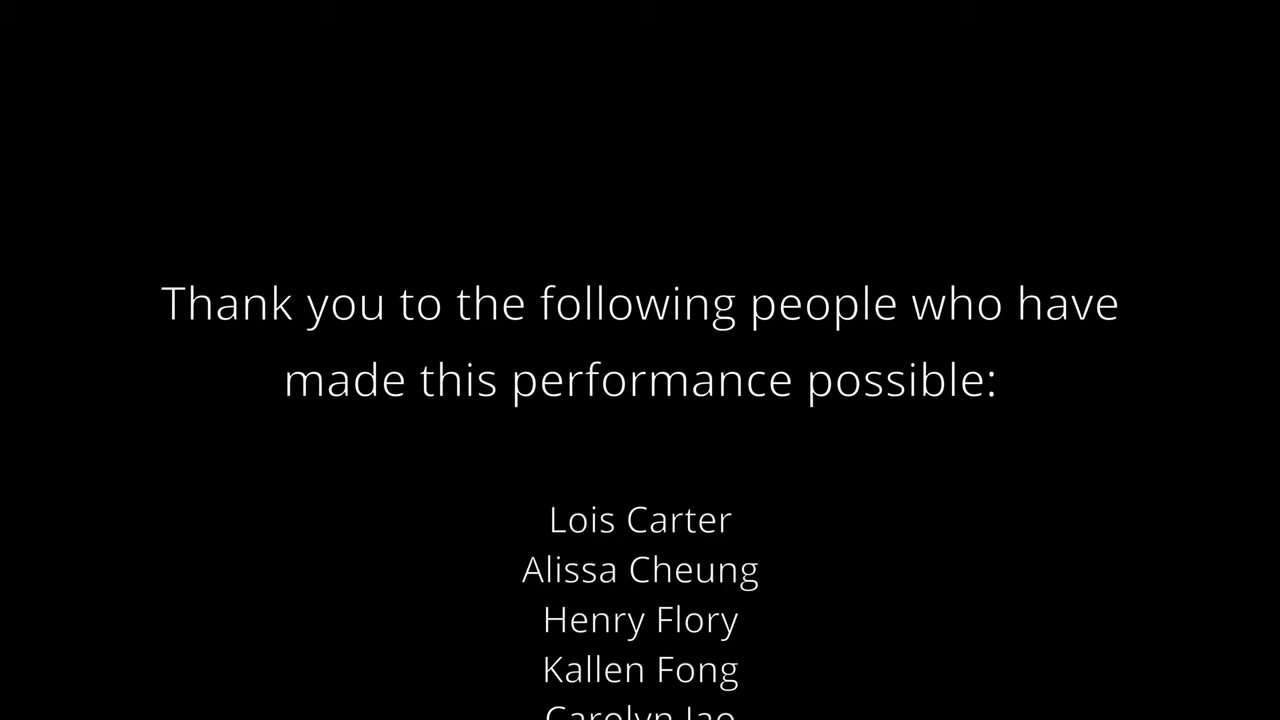 Thank you to the following people who have
made this performance possible:
Lois Carter
Alissa Cheung
Henry Flory
Kallen Fong
Carolyn